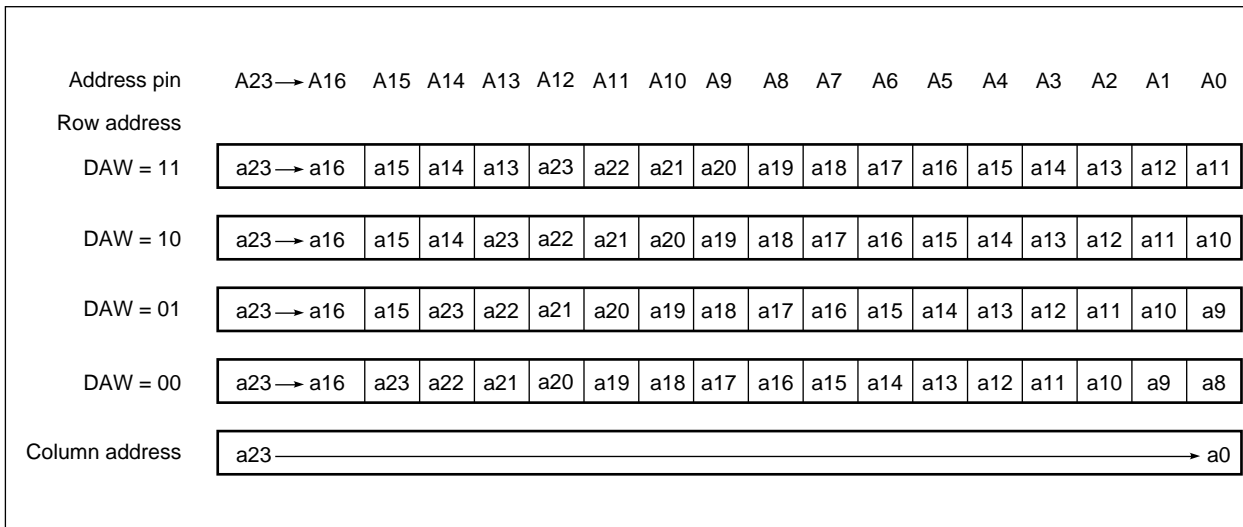 Address pin A23 → A16 A15 A14 A13 A12 A11 A10 A9 A8 A7 A6 A5 A4 A3 A2 A1 A0
Row address
DAW = 11 a23 → a16 a15 a14 a13 a23 a22 a21 a20 a19 a18 a17 a16 a15 a14 a13 a12 a11
DAW = 10 a23 → a16 a15 a14 a23 a22 a21 a20 a19 a18 a17 a16 a15 a14 a13 a12 a11 a10
DAW = 01 a23 → a16 a15 a23 a22 a21 a20 a19 a18 a17 a16 a15 a14 a13 a12 a11 a10 a9
DAW = 00 a23 → a16 a23 a22 a21 a20 a19 a18 a17 a16 a15 a14 a13 a12 a11 a10 a9 a8
Column address a23 → a0